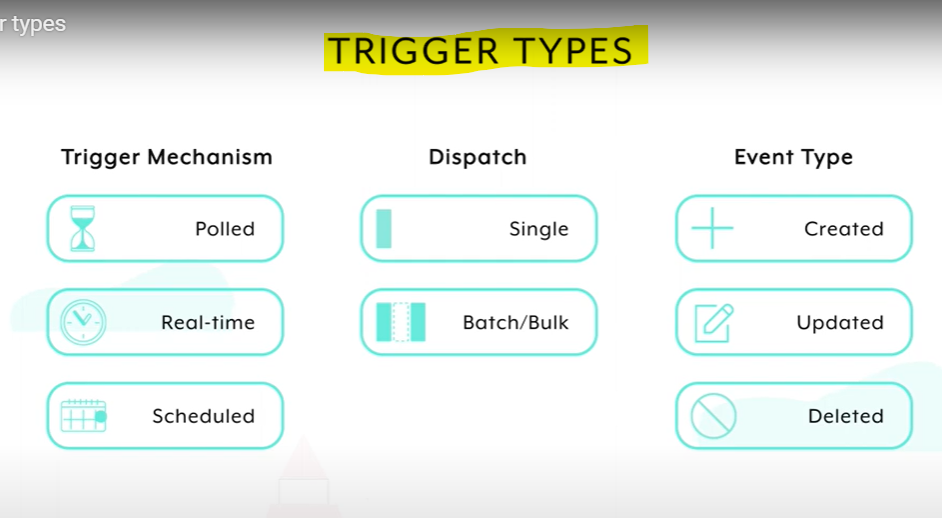 r types
TRIGGER TYPES
Trigger Mechanism
Polled
Real-time
Scheduled
Dispatch
Single
Batch/Bulk
Event Type
Created
Updated
Deleted